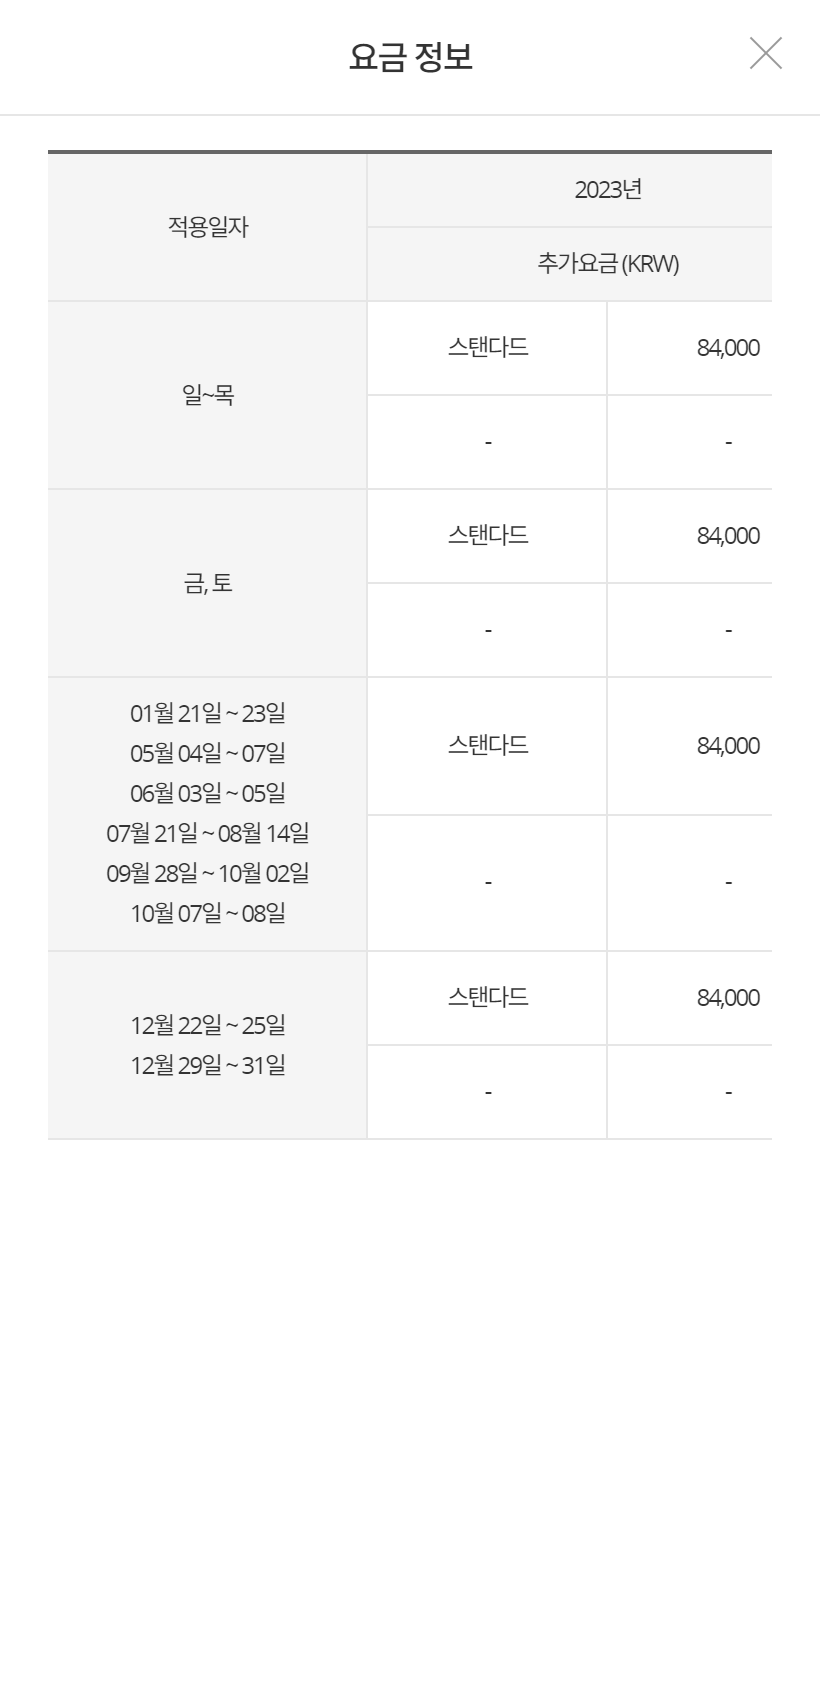 요금 정보
적용일자
2023년
추가요금 (KRW)
일~목
스탠다드 84,000
- -
금, 토
스탠다드 84,000
- -
01월 21일 ~ 23일
05월 04일 ~ 07일
06월 03일 ~ 05일
07월 21일 ~ 08월 14일
09월 28일 ~ 10월 02일
10월 07일 ~ 08일
스탠다드 84,000
- -
12월 22일 ~ 25일
12월 29일 ~ 31일
스탠다드 84,000
- -